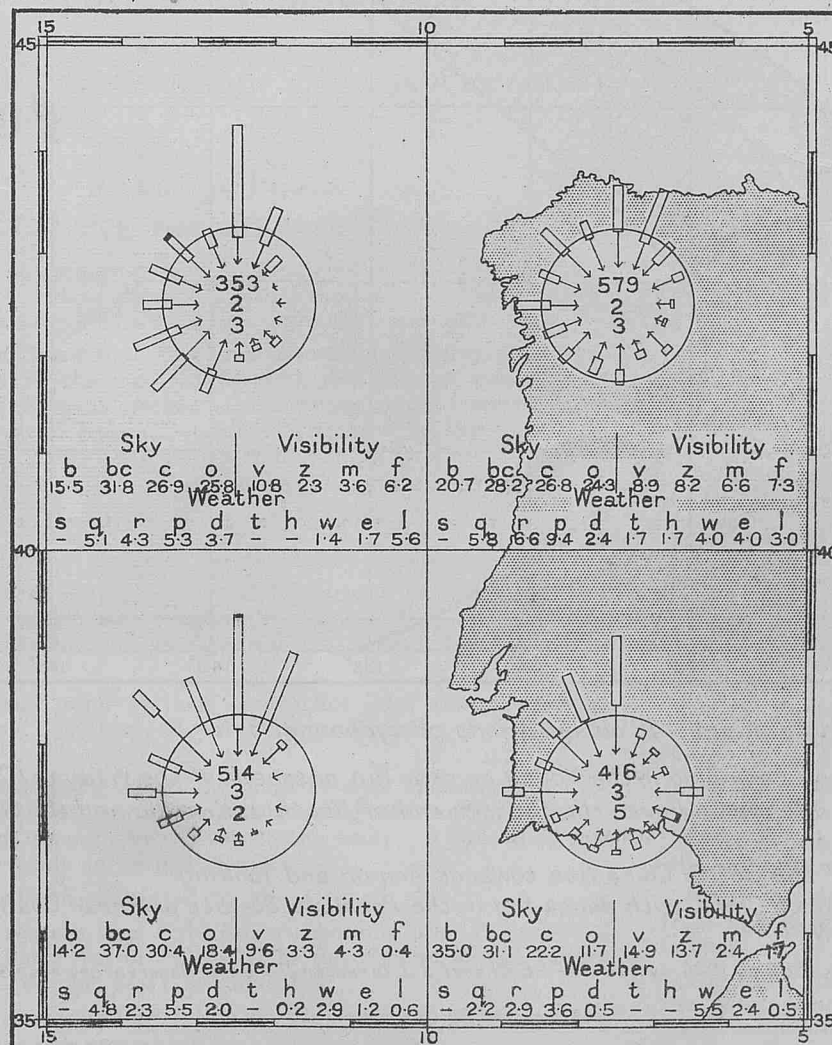 15 10 5
45 45
353
2
3
579
2
3
Sky Visibility
b bc c o v z m f
15·5 31·8 26·9 25·8 10·8 2·3 3·6 6·2
Weather
s q r p d t h w e l
– 5·1 4·3 5·3 3·7 – – 1·4 1·7 5·6
Sky Visibility
b bc c o v z m f
20·7 28·2 26·8 24·3 8·9 8·2 6·6 7·3
Weather
s q r p d t h w e l
– 5·8 6·6 9·4 2·4 1·7 1·7 4·0 4·0 3·0
40 40
514
3
2
416
3
5
Sky Visibility
b bc c o v z m f
14·2 37·0 30·4 18·4 9·6 3·3 4·3 0·4
Weather
s q r p d t h w e l
– 4·8 2·3 5·5 2·0 – 0·2 2·9 1·2 0·6
Sky Visibility
b bc c o v z m f
35·0 31·1 22·2 11·7 14·9 13·7 2·4 1·7
Weather
s q r p d t h w e l
– 2·2 2·9 3·6 0·5 – – 5·5 2·4 0·5
35 35
15 10 5